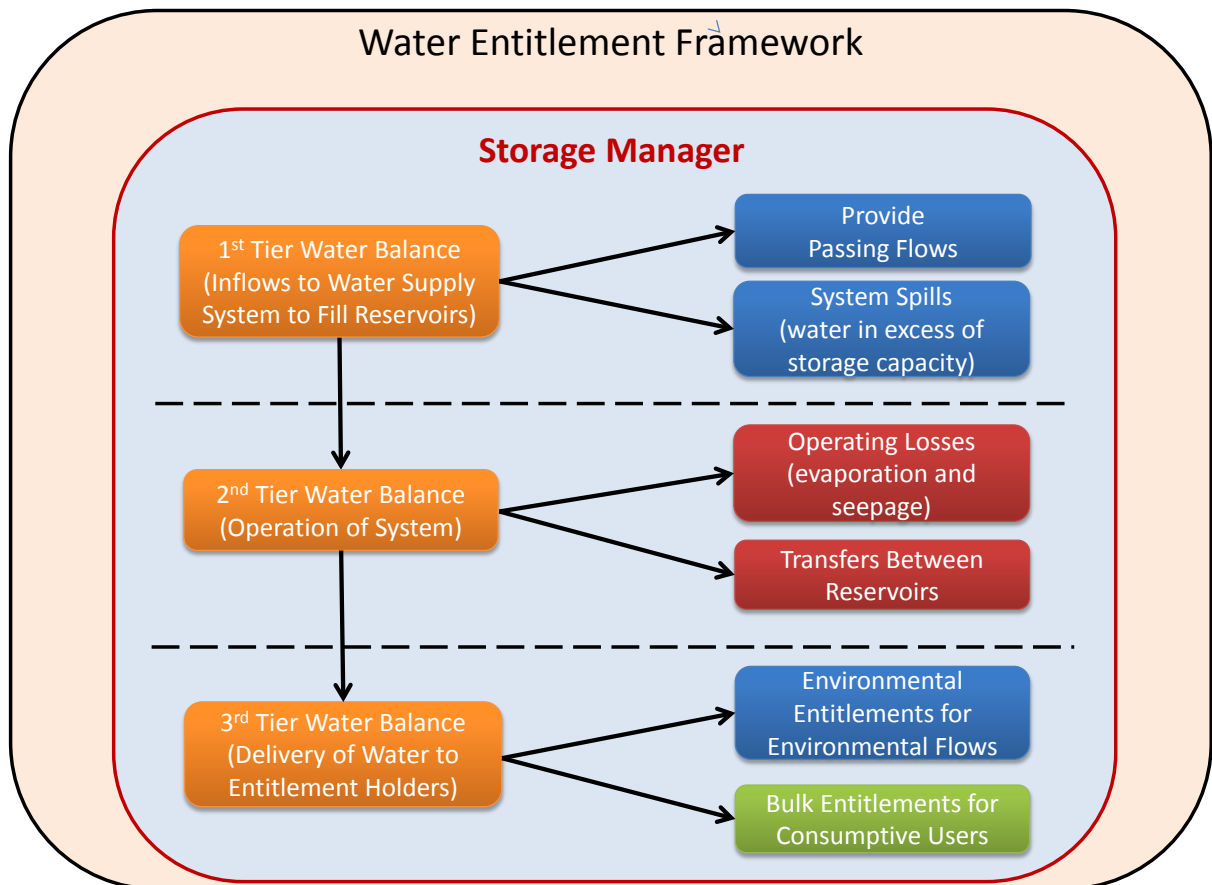 Water Entitlement Framework
Storage Manager
1st Tier Water Balance
(Inflows to Water Supply
System to Fill Reservoirs)
Provide
Passing Flows
System Spills
(water in excess of
storage capacity)
2nd Tier Water Balance
(Operation of System)
Operating Losses
(evaporation and
seepage)
Transfers Between
Reservoirs
3rd Tier Water Balance
(Delivery of Water to
Entitlement Holders)
Environmental
Entitlements for
Environmental Flows
Bulk Entitlements for
Consumptive Users